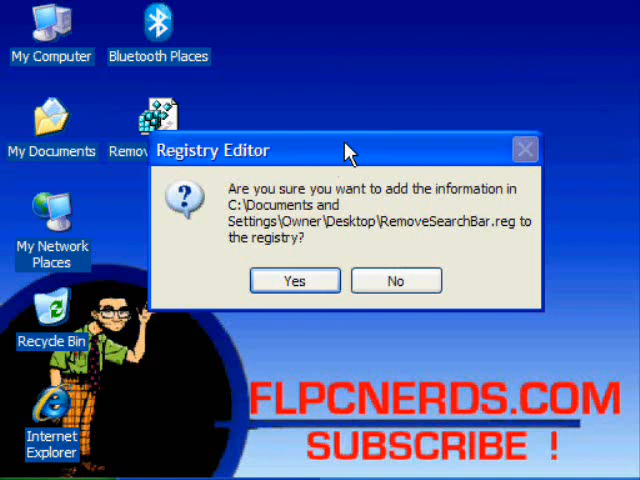 My Computer
Bluetooth Places
My Documents
Remov
Registry Editor
Are you sure you want to add the information in
C:\Documents and
Settings\Owner\Desktop\RemoveSearchBar.reg to
the registry?
Yes
No
My Network
Places
Recycle Bin
Internet
Explorer
FLPCNERDS.COM
SUBSCRIBE !